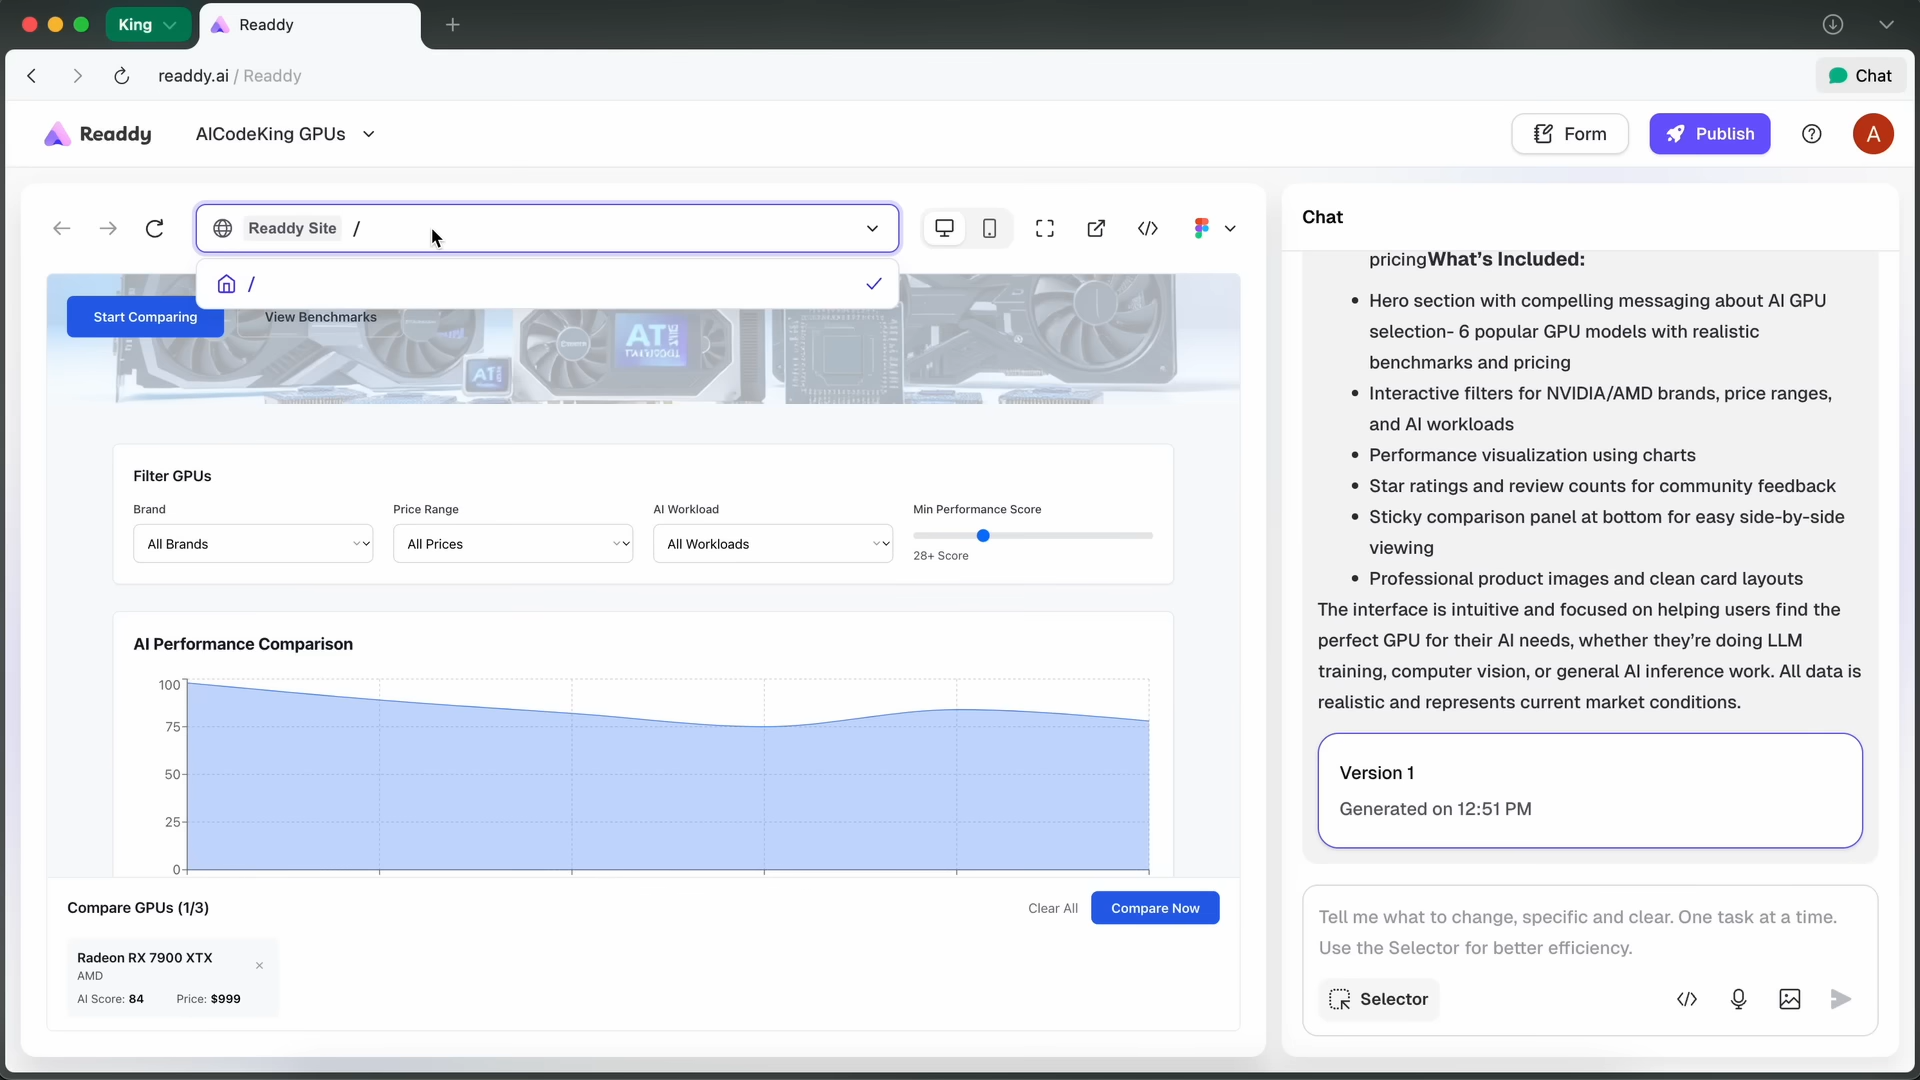 King
Readdy
readdy.ai / Readdy
Chat
Readdy
AICodeKing GPUs
Form
Publish
A
Readdy Site /
/
Start Comparing
View Benchmarks
Filter GPUs
Brand
Price Range
AI Workload
Min Performance Score
All Brands
All Prices
All Workloads
28+ Score
AI Performance Comparison
100
75
50
25
0
Compare GPUs (1/3)
Clear All
Compare Now
Radeon RX 7900 XTX
AMD
AI Score: 84 Price: $999
Chat
pricingWhat's Included:
• Hero section with compelling messaging about AI GPU
selection- 6 popular GPU models with realistic
benchmarks and pricing
• Interactive filters for NVIDIA/AMD brands, price ranges,
and AI workloads
• Performance visualization using charts
• Star ratings and review counts for community feedback
• Sticky comparison panel at bottom for easy side-by-side
viewing
• Professional product images and clean card layouts
The interface is intuitive and focused on helping users find the
perfect GPU for their AI needs, whether they're doing LLM
training, computer vision, or general AI inference work. All data is
realistic and represents current market conditions.
Version 1
Generated on 12:51 PM
Tell me what to change, specific and clear. One task at a time.
Use the Selector for better efficiency.
Selector